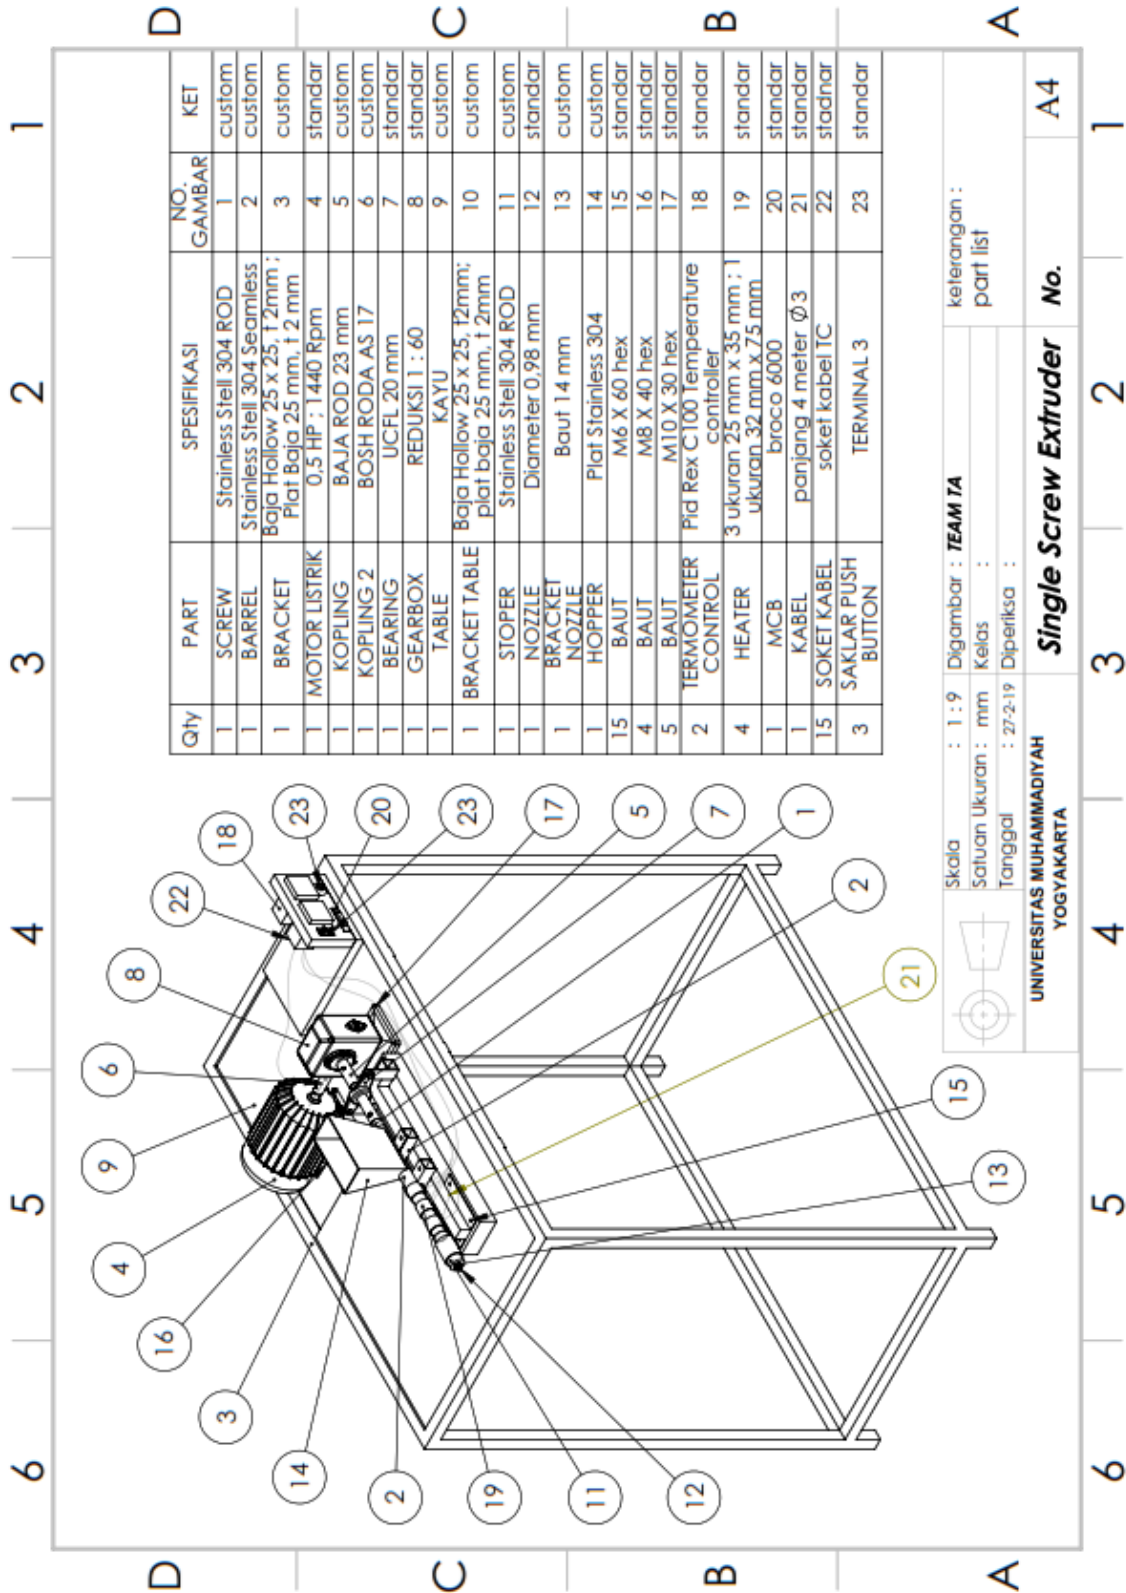 6 5 4 3 2 1
D
C
B
A
Qty PART SPESIFIKASI NO. GAMBAR KET
1 SCREW Stainless Stell 304 ROD 1 custom
1 BARREL Stainless Stell 304 Seamless 2 custom
1 BRACKET Baja Hollow 25 x 25, t 2mm ; Plat Baja 25 mm, t 2 mm 3 custom
1 MOTOR LISTRIK 0,5 HP ; 1440 Rpm 4 standar
1 KOPLING BAJA ROD 23 mm 5 custom
1 KOPLING 2 BOSH RODA AS 17 6 custom
1 BEARING UCFL 20 mm 7 standar
1 GEARBOX REDUKSI 1 : 60 8 standar
1 TABLE KAYU 9 custom
1 BRACKET TABLE Baja Hollow 25 x 25, t2mm; plat baja 25 mm, t 2mm 10 custom
1 STOPER Stainless Stell 304 ROD 11 custom
1 NOZZLE Diameter 0,98 mm 12 standar
1 BRACKET NOZZLE Baut 14 mm 13 custom
1 HOPPER Plat Stainless 304 14 custom
15 BAUT M6 X 60 hex 15 standar
4 BAUT M8 X 40 hex 16 standar
5 BAUT M10 X 30 hex 17 standar
2 TERMOMETER CONTROL Pid Rex C100 Temperature controller 18 standar
4 HEATER 3 ukuran 25 mm x 35 mm ; 1 ukuran 32 mm x 75 mm 19 standar
1 MCB broco 6000 20 custom
1 KABEL panjang 4 meter Ø 3 21 standar
15 SOKET KABEL soket kabel TC 22 stadnar
3 SAKLAR PUSH BUTTON TERMINAL 3 23 standar
22
18
23
20
23
17
5
7
1
2
21
15
13
8
6
9
4
16
3
14
2
19
11
12
Skala : 1 : 9
Satuan Ukuran : mm
Tanggal : 27-2-19
Digambar : TEAM TA
Kelas :
Diperiksa :
keterangan :
part list
UNIVERSITAS MUHAMMADIYAH
YOGYAKARTA
Single Screw Extruder
No.
A4
D
C
B
A
6 5 4 3 2 1